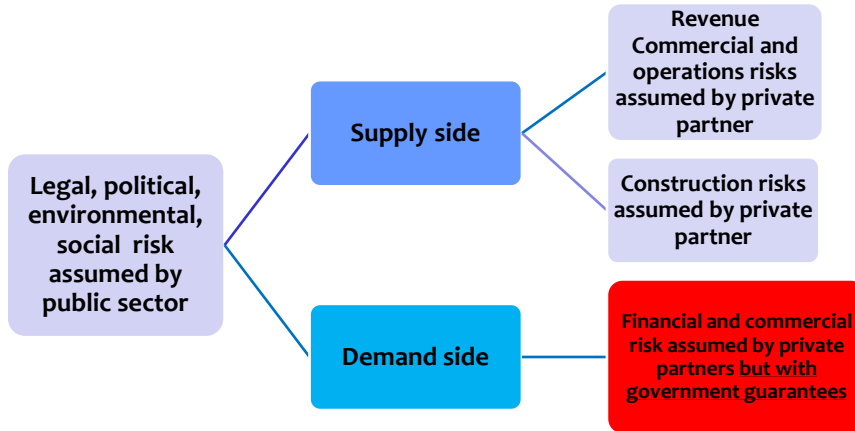 Legal, political,
environmental,
social risk
assumed by
public sector
Supply side
Demand side
Revenue
Commercial and
operations risks
assumed by private
partner
Construction risks
assumed by private
partner
Financial and commercial
risk assumed by private
partners but with
government guarantees